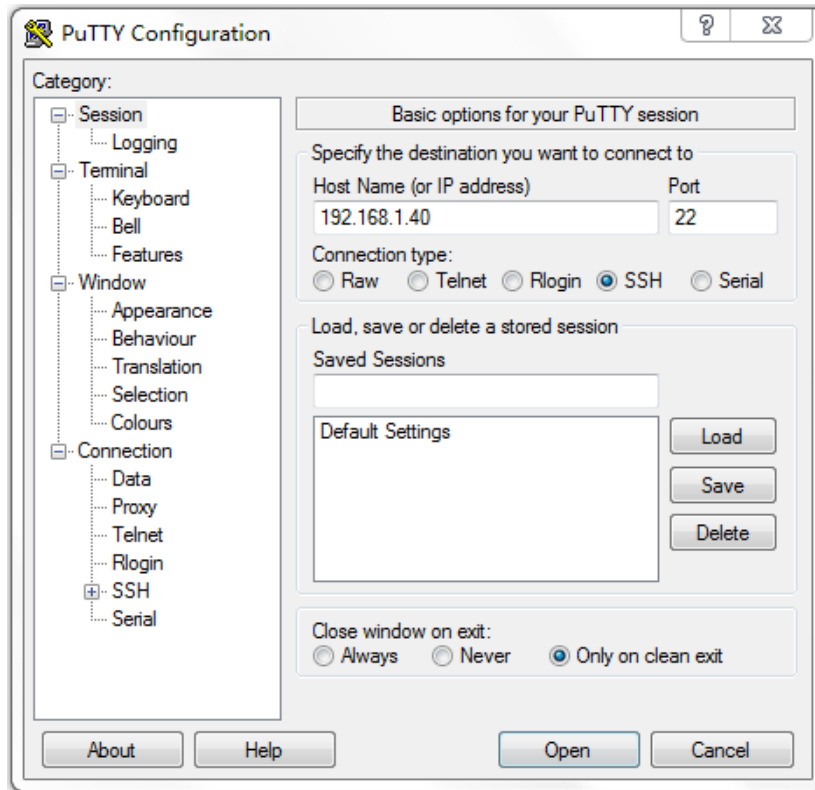 PuTTY Configuration
Category:
Session
Logging
Terminal
Keyboard
Bell
Features
Window
Appearance
Behaviour
Translation
Selection
Colours
Connection
Data
Proxy
Telnet
Rlogin
SSH
Serial
Basic options for your PuTTY session
Specify the destination you want to connect to
Host Name (or IP address) Port
192.168.1.40 22
Connection type:
Raw Telnet Rlogin SSH Serial
Load, save or delete a stored session
Saved Sessions
Default Settings
Load
Save
Delete
Close window on exit:
Always Never Only on clean exit
About Help Open Cancel